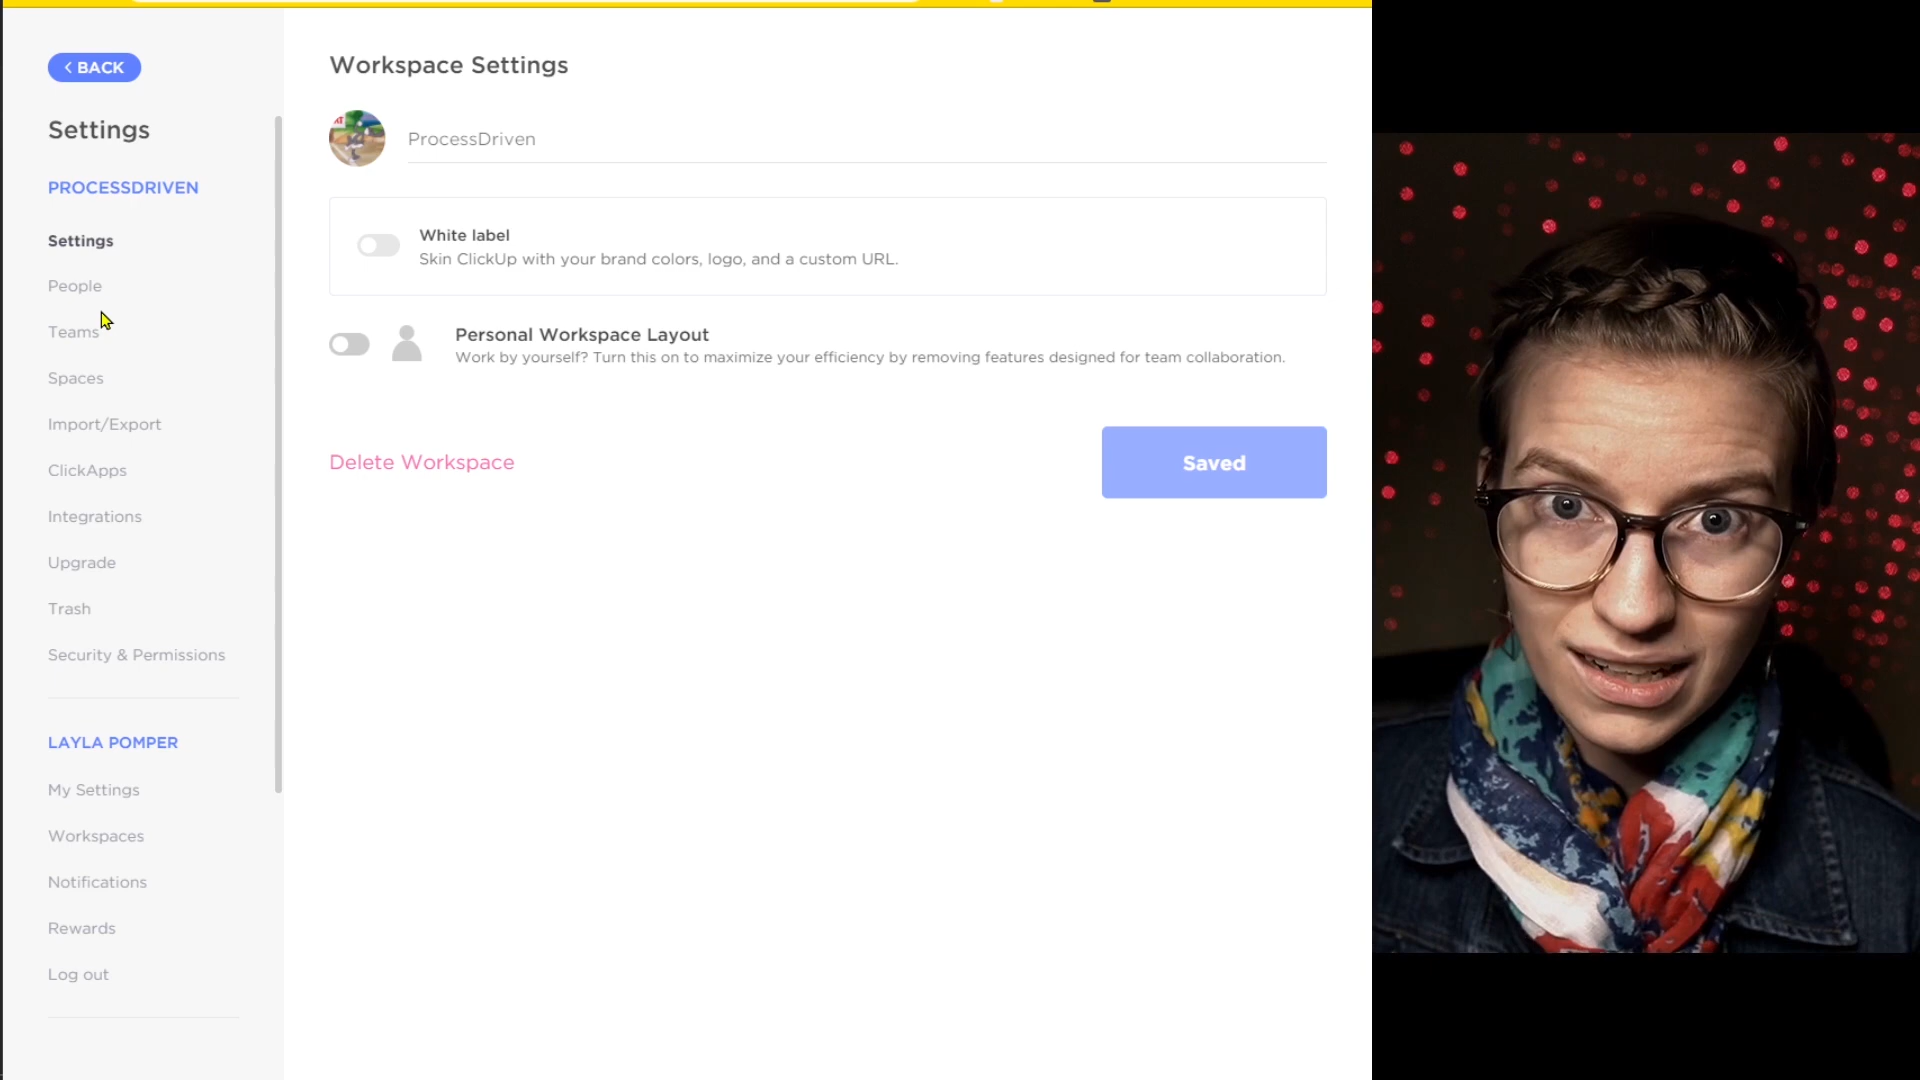 BACK
Settings
PROCESSDRIVEN
Settings
People
Teams
Spaces
Import/Export
ClickApps
Integrations
Upgrade
Trash
Security & Permissions
LAYLA POMPER
My Settings
Workspaces
Notifications
Rewards
Log out
Workspace Settings
ProcessDriven
White label
Skin ClickUp with your brand colors, logo, and a custom URL.
Personal Workspace Layout
Work by yourself? Turn this on to maximize your efficiency by removing features designed for team collaboration.
Delete Workspace
Saved